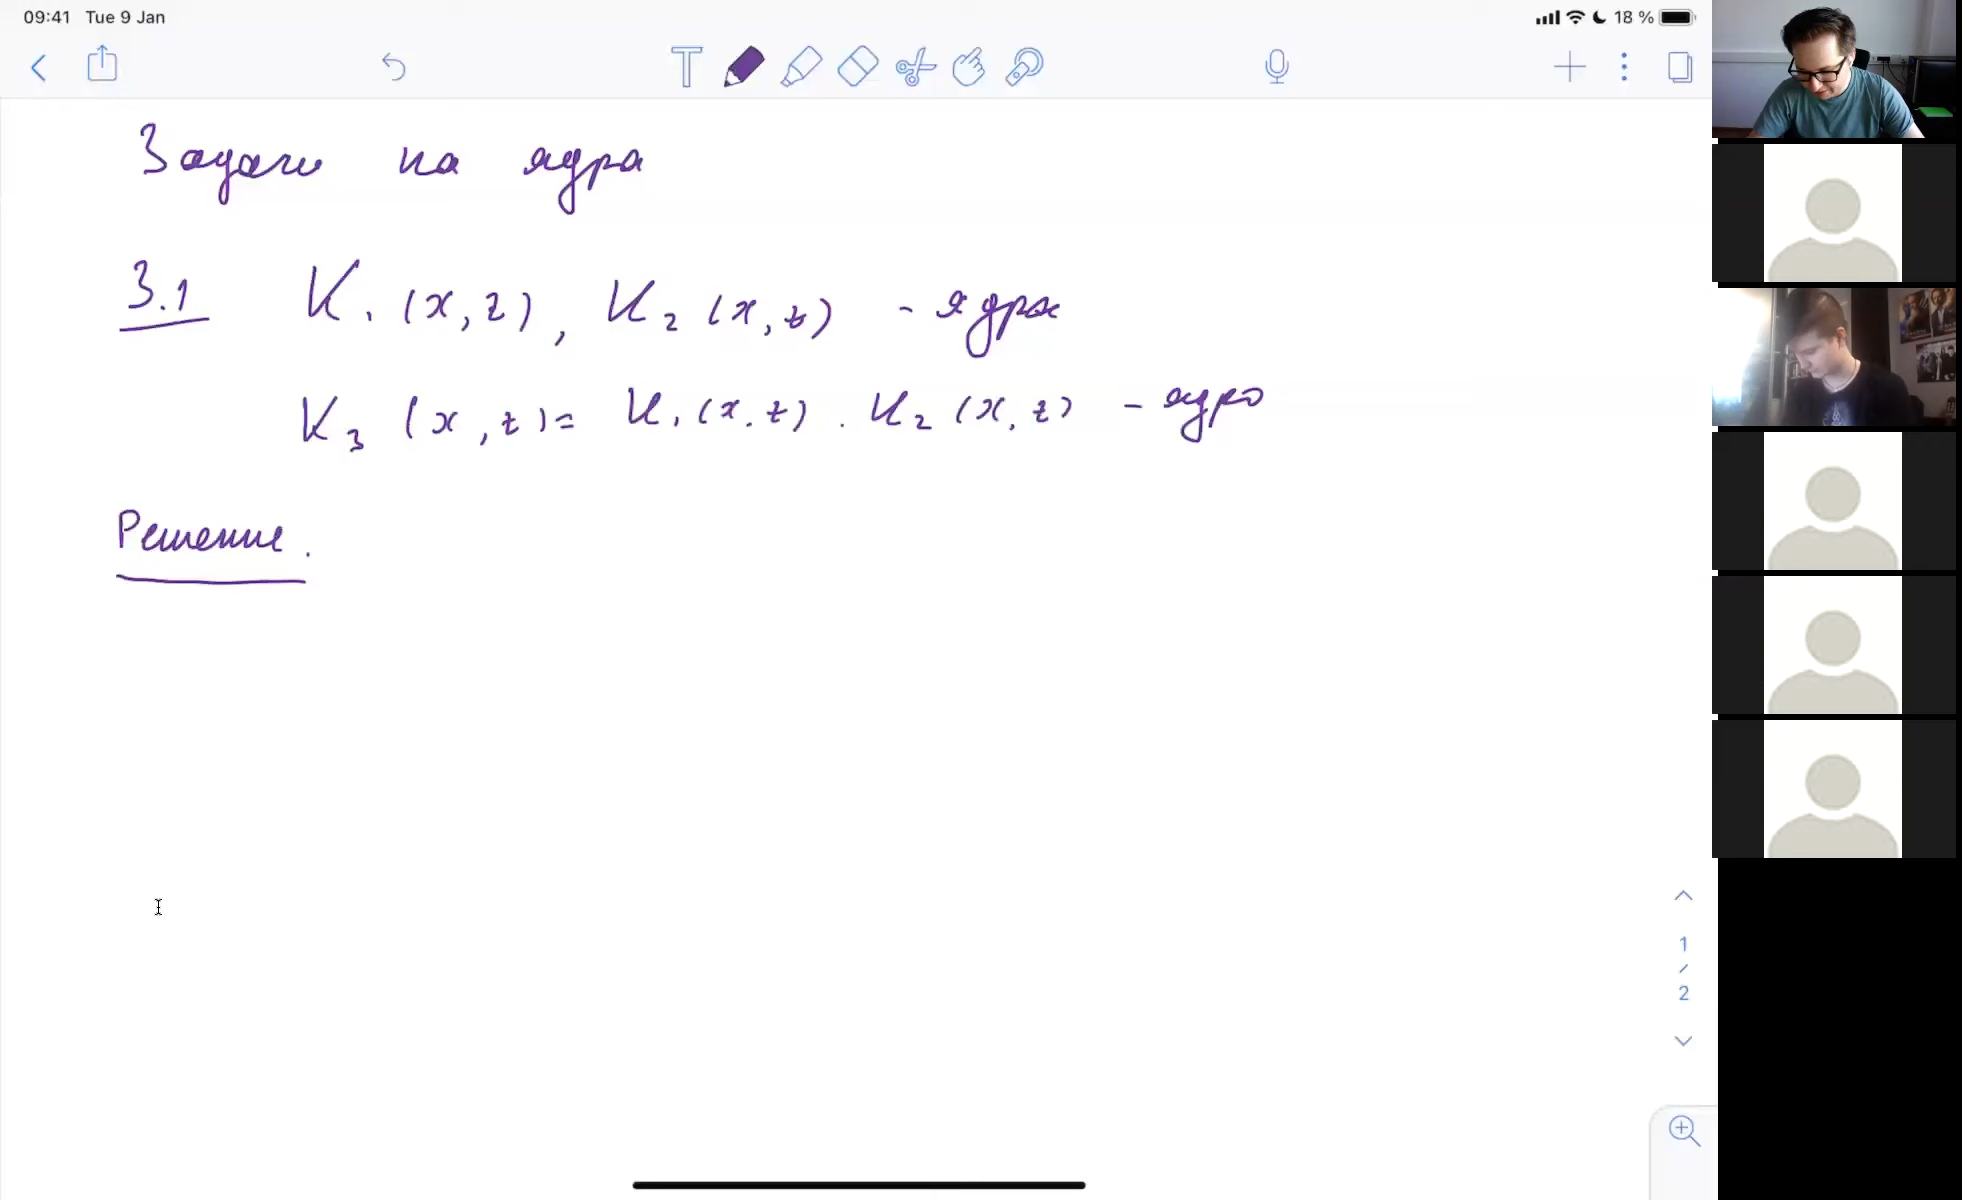 09:41 Tue 9 Jan 18 %
Задачи на ядра
3.1 K₁(x,z), K₂(x,z) - ядра
K₃(x,z)= K₁(x,z) · K₂(x,z) - ядро
Решение.
1
/
2